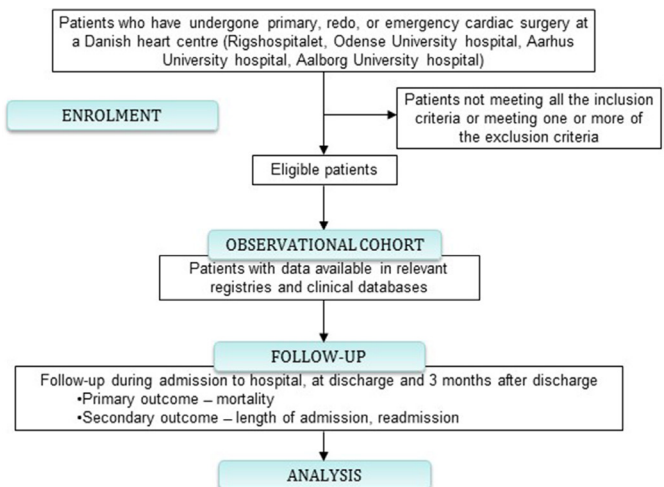 Patients who have undergone primary, redo, or emergency cardiac surgery at
a Danish heart centre (Rigshospitalet, Odense University hospital, Aarhus
University hospital, Aalborg University hospital)
ENROLMENT
Patients not meeting all the inclusion
criteria or meeting one or more of
the exclusion criteria
Eligible patients
OBSERVATIONAL COHORT
Patients with data available in relevant
registries and clinical databases
FOLLOW-UP
Follow-up during admission to hospital, at discharge and 3 months after discharge
•Primary outcome – mortality
•Secondary outcome – length of admission, readmission
ANALYSIS